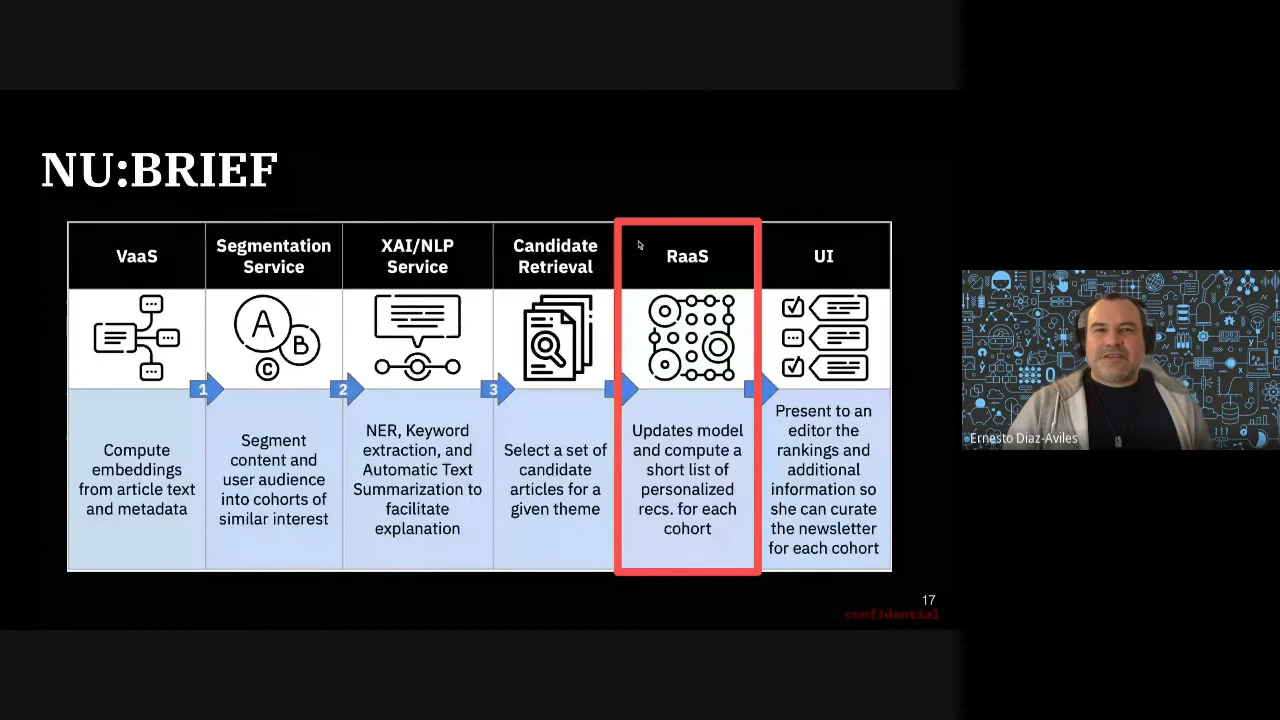 NU:BRIEF
VaaS
Segmentation
Service
XAI/NLP
Service
Candidate
Retrieval
RaaS
UI
A
B
C
1
2
3
Compute
embeddings
from article text
and metadata
Segment
content and
user audience
into cohorts of
similar interest
NER, Keyword
extraction, and
Automatic Text
Summarization to
facilitate
explanation
Select a set of
candidate
articles for a
given theme
Updates model
and compute a
short list of
personalized
recs. for each
cohort
Present to an
editor the
rankings and
additional
information so
she can curate
the newsletter
for each cohort
17
confidential
Ernesto Diaz-Aviles